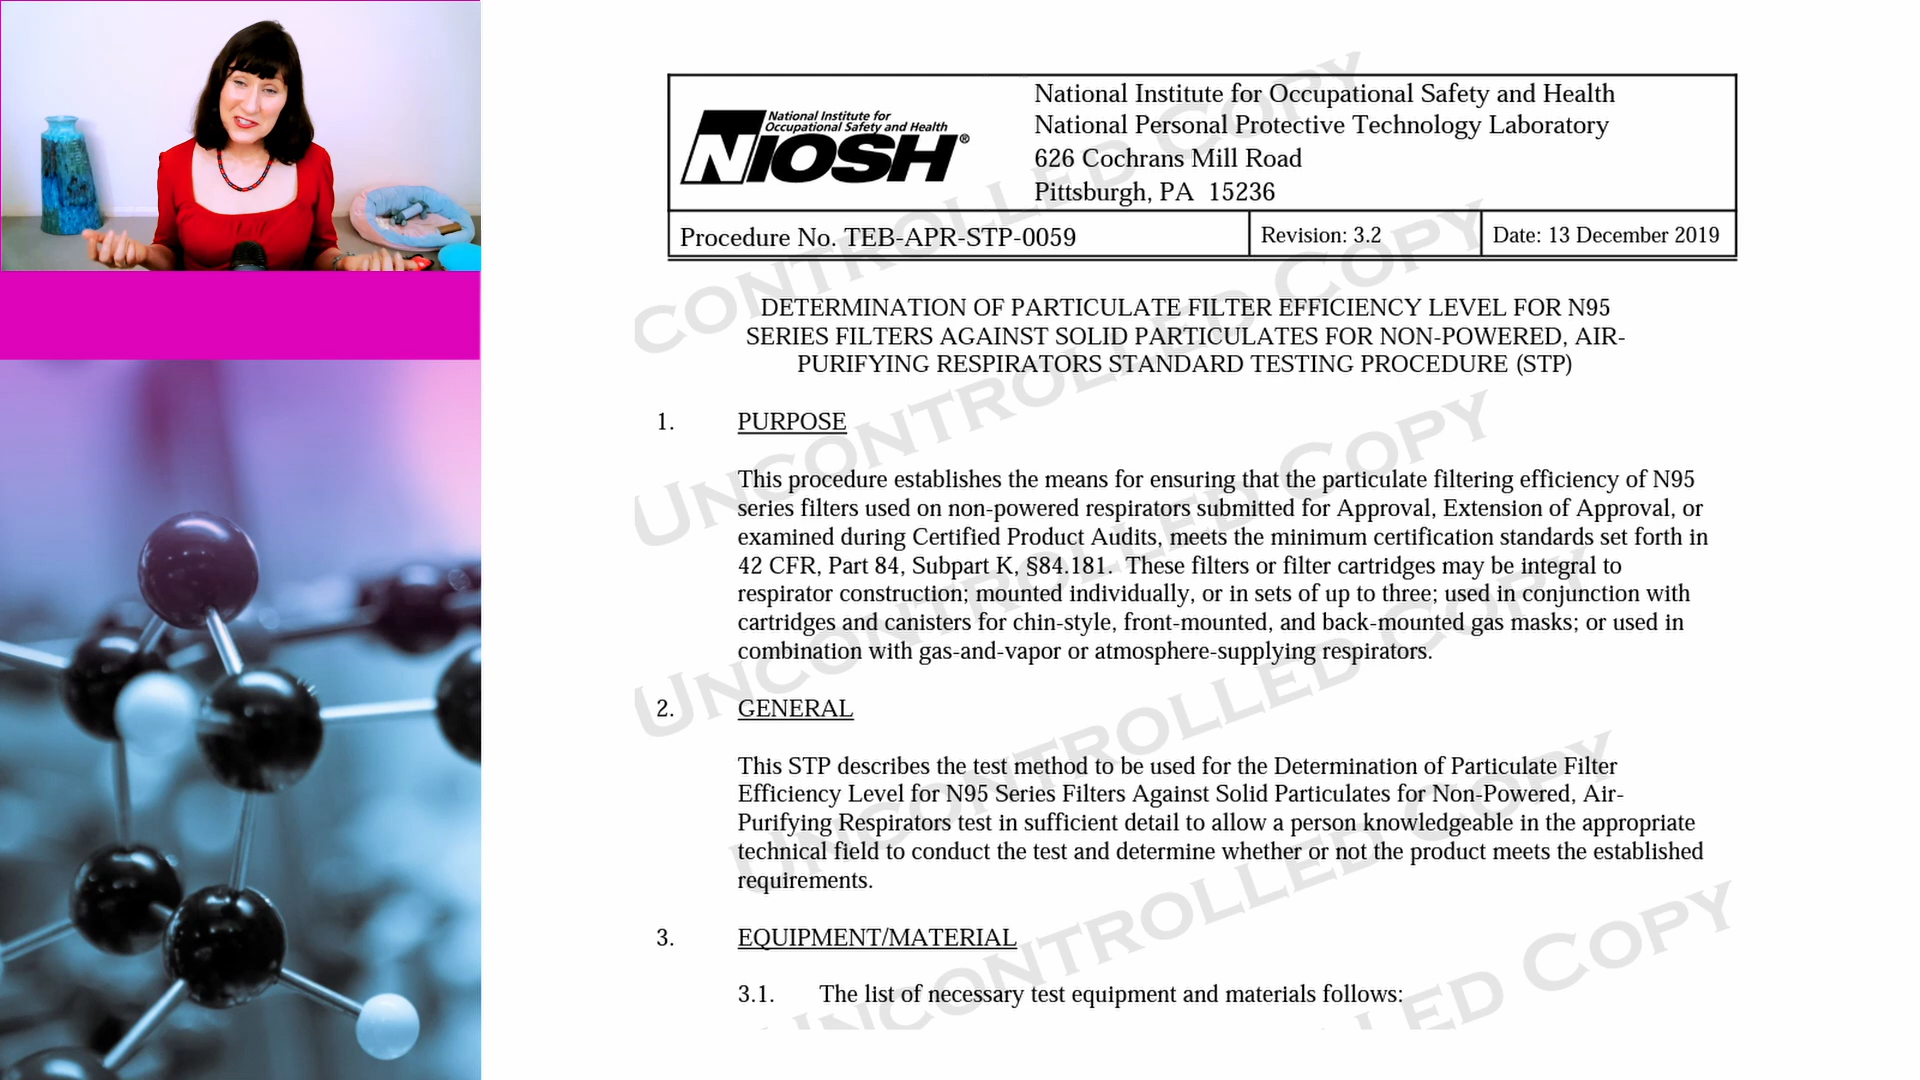 National Institute for
Occupational Safety and Health
NIOSH®
National Institute for Occupational Safety and Health
National Personal Protective Technology Laboratory
626 Cochrans Mill Road
Pittsburgh, PA 15236
Procedure No. TEB-APR-STP-0059
Revision: 3.2
Date: 13 December 2019
DETERMINATION OF PARTICULATE FILTER EFFICIENCY LEVEL FOR N95
SERIES FILTERS AGAINST SOLID PARTICULATES FOR NON-POWERED, AIR-
PURIFYING RESPIRATORS STANDARD TESTING PROCEDURE (STP)
1. PURPOSE
This procedure establishes the means for ensuring that the particulate filtering efficiency of N95
series filters used on non-powered respirators submitted for Approval, Extension of Approval, or
examined during Certified Product Audits, meets the minimum certification standards set forth in
42 CFR, Part 84, Subpart K, §84.181. These filters or filter cartridges may be integral to
respirator construction; mounted individually, or in sets of up to three; used in conjunction with
cartridges and canisters for chin-style, front-mounted, and back-mounted gas masks; or used in
combination with gas-and-vapor or atmosphere-supplying respirators.
2. GENERAL
This STP describes the test method to be used for the Determination of Particulate Filter
Efficiency Level for N95 Series Filters Against Solid Particulates for Non-Powered, Air-
Purifying Respirators test in sufficient detail to allow a person knowledgeable in the appropriate
technical field to conduct the test and determine whether or not the product meets the established
requirements.
3. EQUIPMENT/MATERIAL
3.1. The list of necessary test equipment and materials follows:
CONTROLLED COPY
UNCONTROLLED COPY
UNCONTROLLED COPY
UNCONTROLLED COPY
UNCONTROLLED COPY
LED COPY